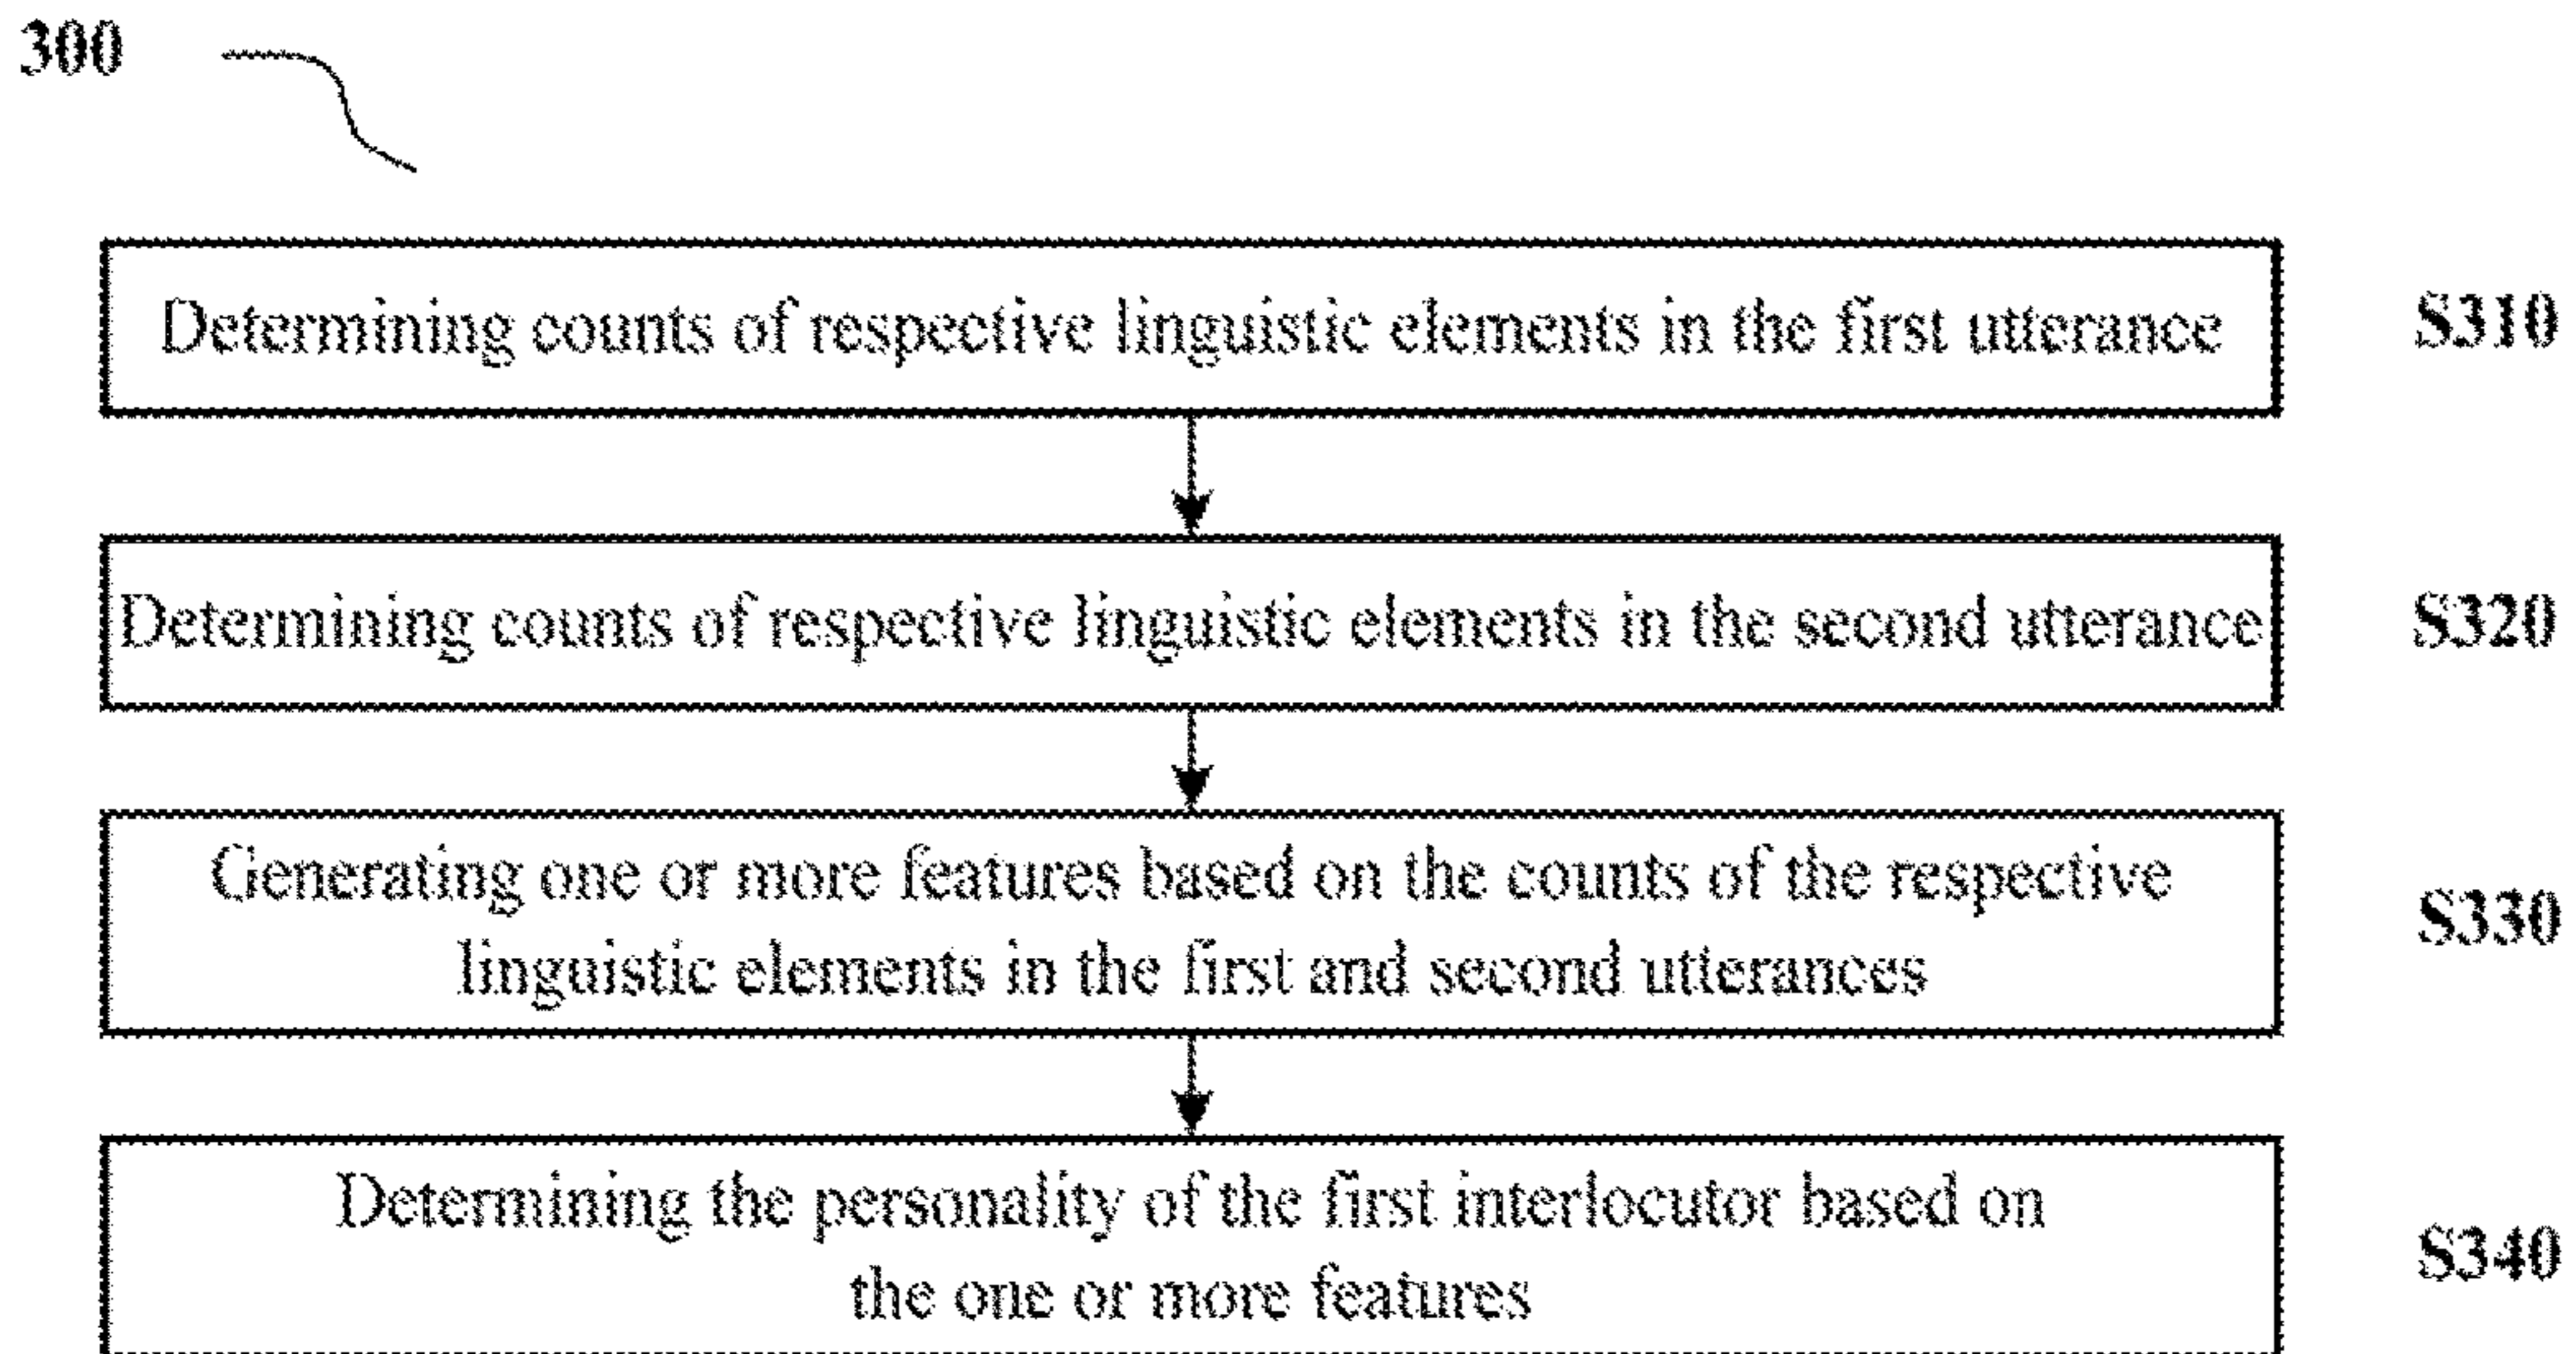 300
Determining counts of respective linguistic elements in the first utterance
S310
Determining counts of respective linguistic elements in the second utterance
S320
Generating one or more features based on the counts of the respective
linguistic elements in the first and second utterances
S330
Determining the personality of the first interlocutor based on
the one or more features
S340